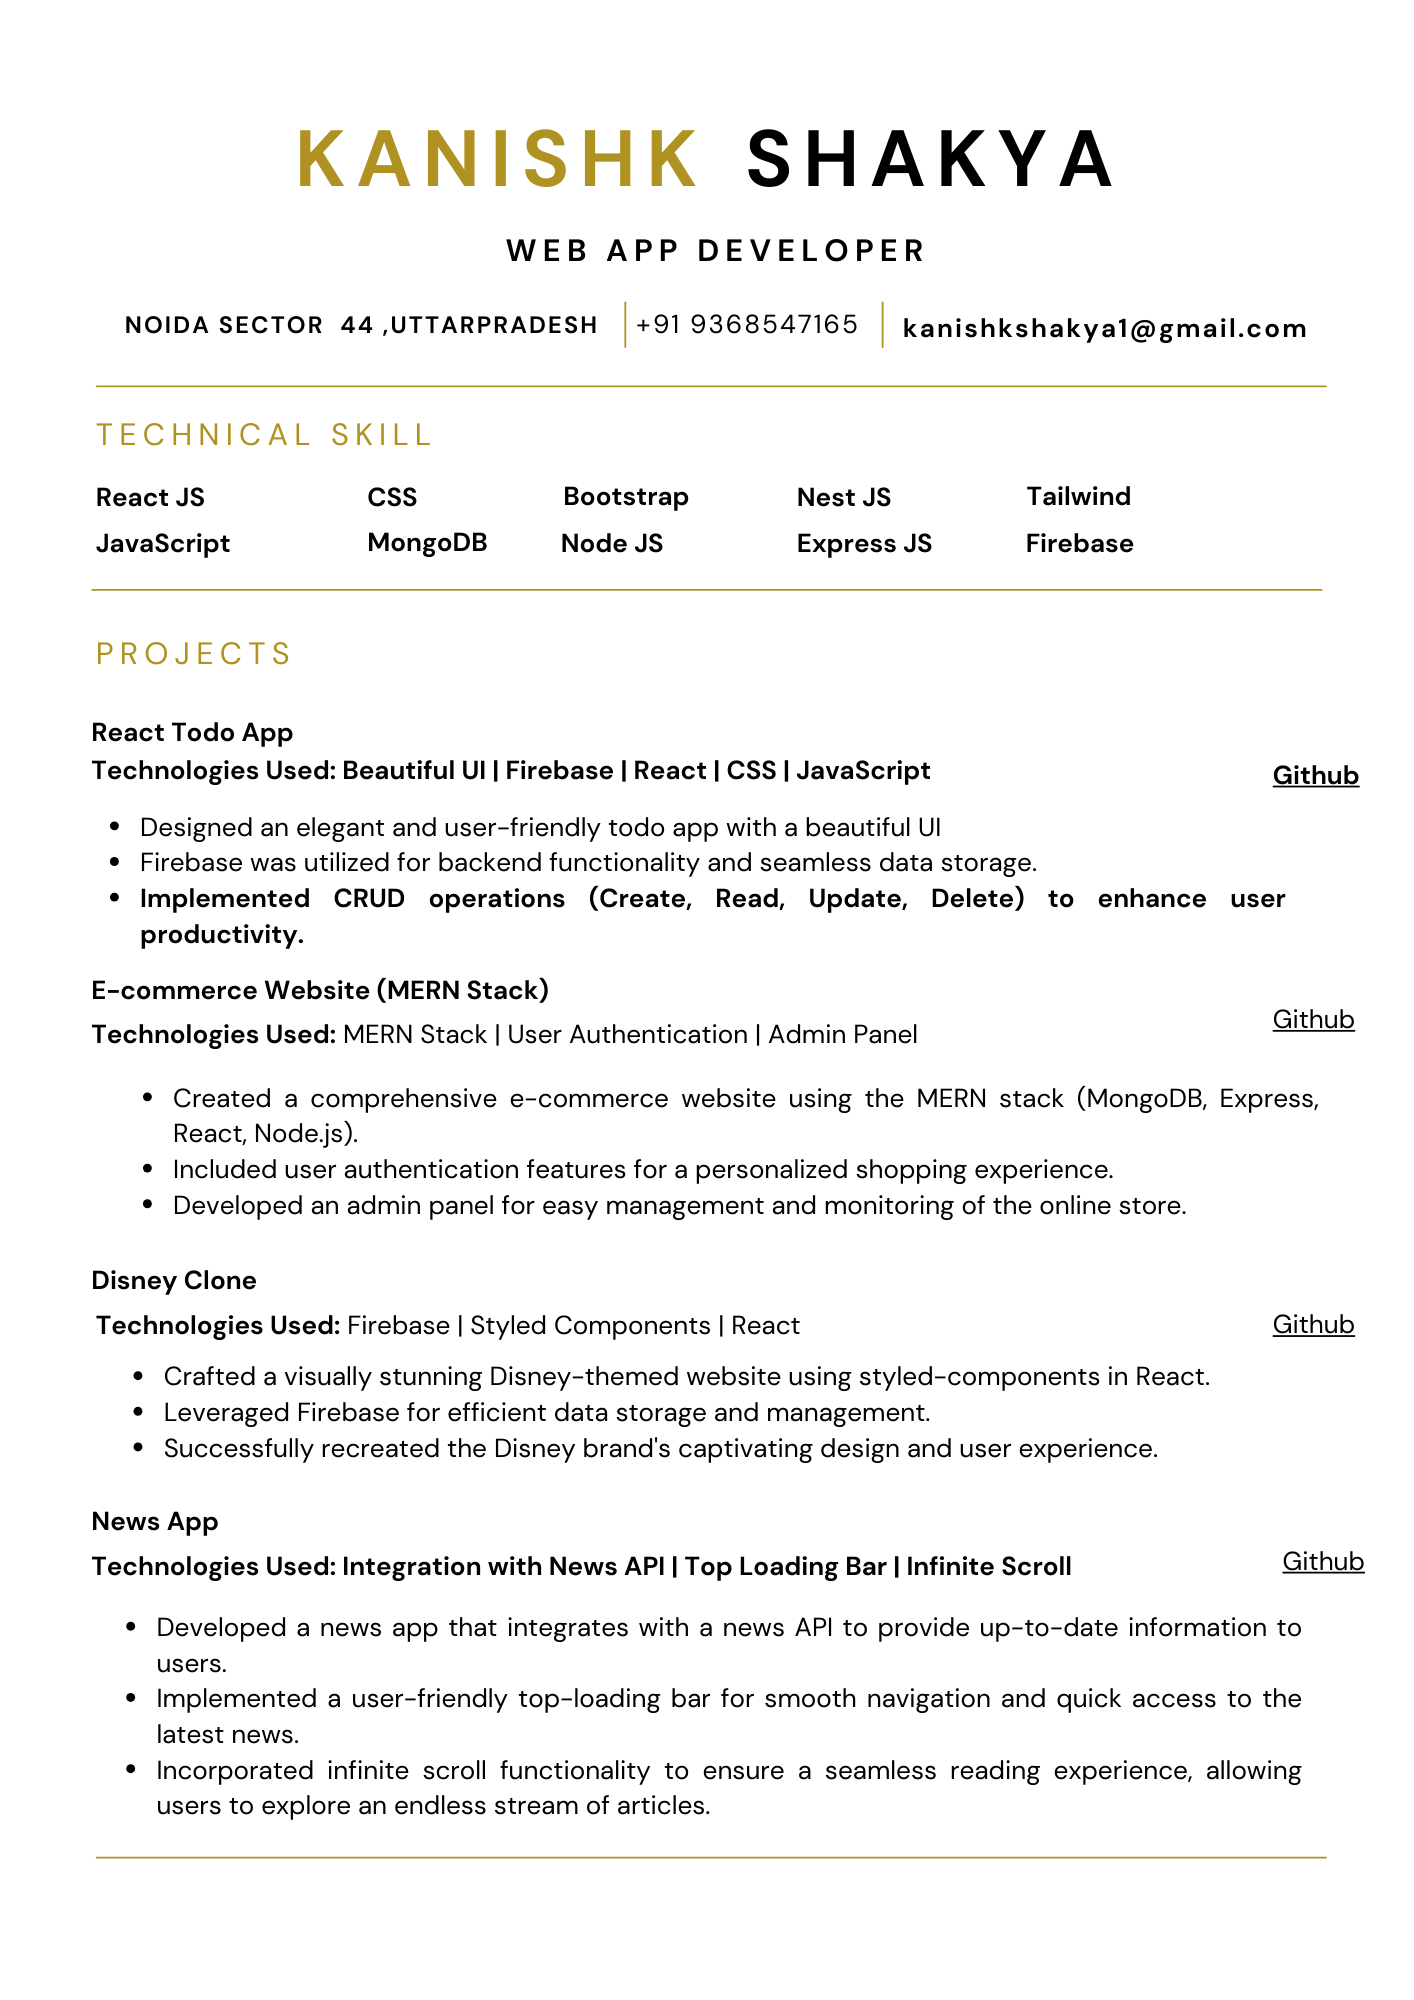 KANISHK SHAKYA
WEB APP DEVELOPER
NOIDA SECTOR 44 ,UTTARPRADESH +91 9368547165 kanishkshakya1@gmail.com
TECHNICAL SKILL
React JS CSS Bootstrap Nest JS Tailwind
JavaScript MongoDB Node JS Express JS Firebase
PROJECTS
React Todo App
Technologies Used: Beautiful UI | Firebase | React | CSS | JavaScript Github
• Designed an elegant and user-friendly todo app with a beautiful UI
• Firebase was utilized for backend functionality and seamless data storage.
• Implemented CRUD operations (Create, Read, Update, Delete) to enhance user
productivity.
E-commerce Website (MERN Stack)
Technologies Used: MERN Stack | User Authentication | Admin Panel Github
• Created a comprehensive e-commerce website using the MERN stack (MongoDB, Express,
React, Node.js).
• Included user authentication features for a personalized shopping experience.
• Developed an admin panel for easy management and monitoring of the online store.
Disney Clone
Technologies Used: Firebase | Styled Components | React Github
• Crafted a visually stunning Disney-themed website using styled-components in React.
• Leveraged Firebase for efficient data storage and management.
• Successfully recreated the Disney brand's captivating design and user experience.
News App
Technologies Used: Integration with News API | Top Loading Bar | Infinite Scroll Github
• Developed a news app that integrates with a news API to provide up-to-date information to
users.
• Implemented a user-friendly top-loading bar for smooth navigation and quick access to the
latest news.
• Incorporated infinite scroll functionality to ensure a seamless reading experience, allowing
users to explore an endless stream of articles.